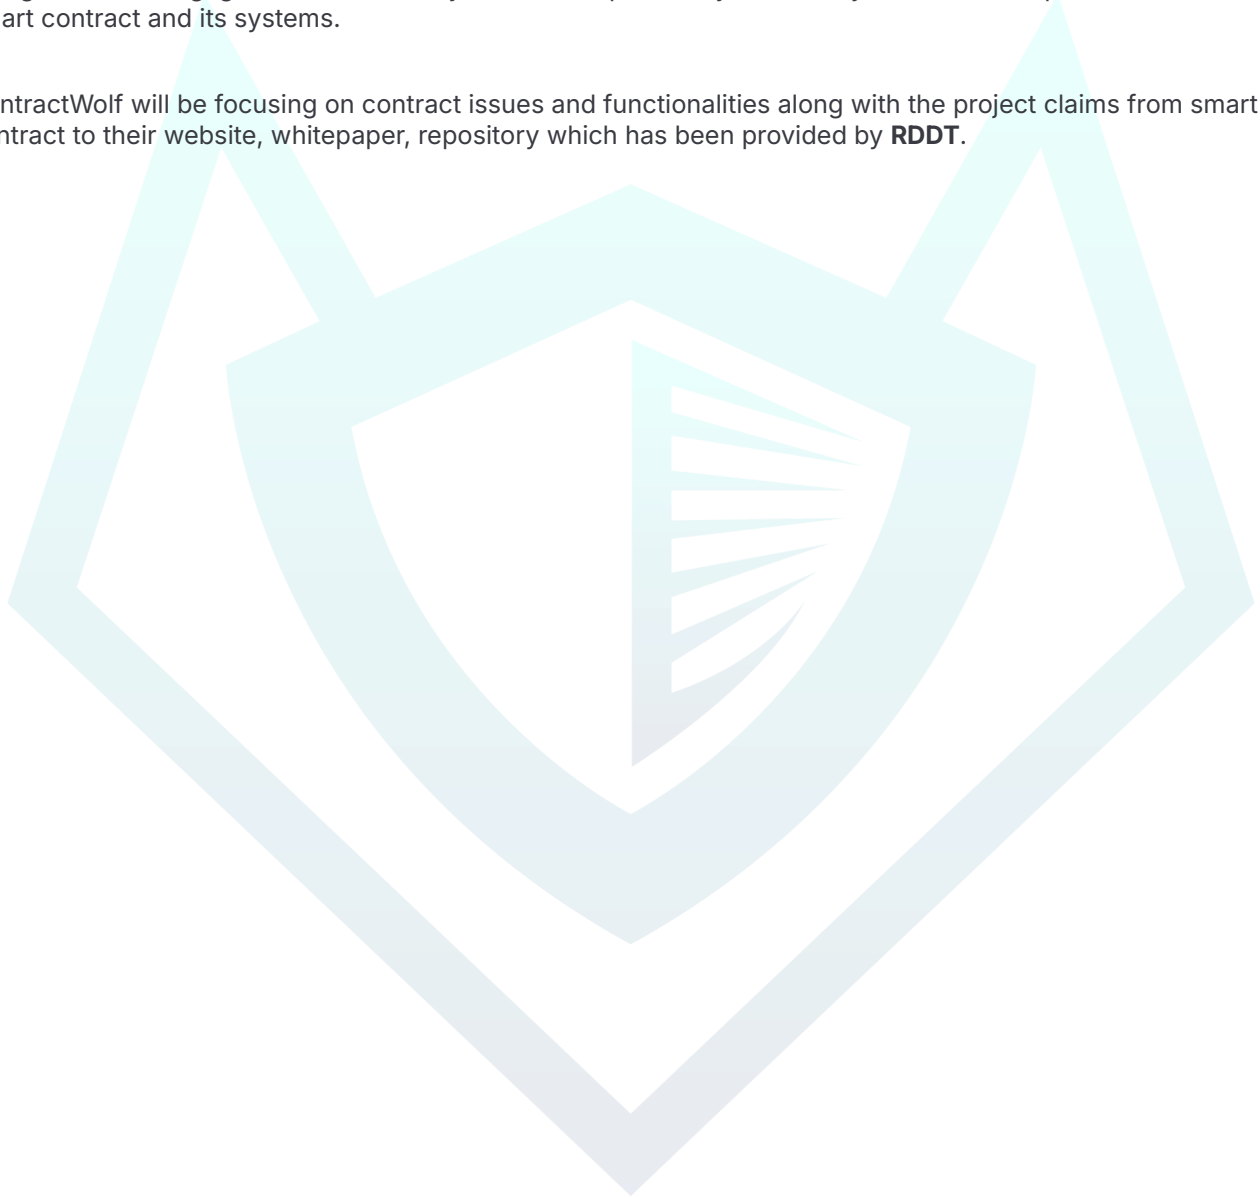 art contract and its systems.
ntractWolf will be focusing on contract issues and functionalities along with the project claims from smart
ntract to their website, whitepaper, repository which has been provided by RDDT.